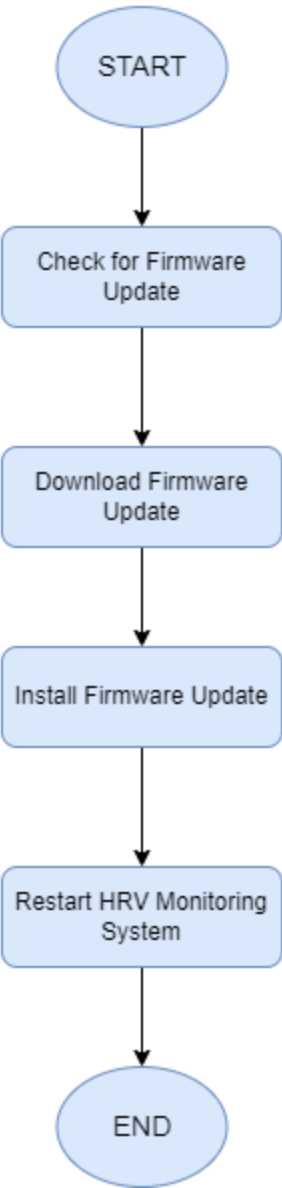 START
Check for Firmware
Update
Download Firmware
Update
Install Firmware Update
Restart HRV Monitoring
System
END